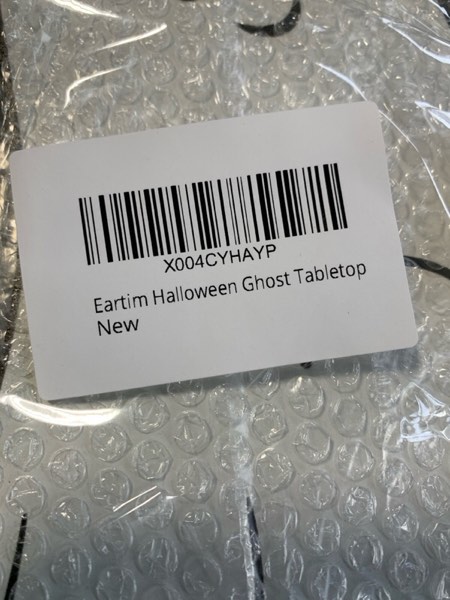 X004CYHAYP
Eartim Halloween Ghost Tabletop
New